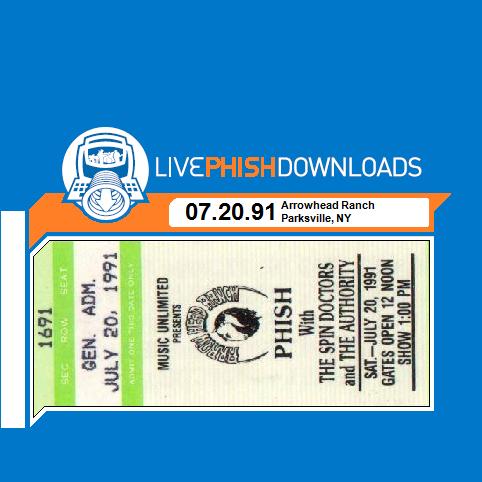 LIVEPHISHDOWNLOADS
07.20.91
Arrowhead Ranch
Parksville, NY
SEC ROW SEAT
1691
GEN. ADM.
JULY 20, 1991
ADMIT ONE THIS DATE ONLY
MUSIC UNLIMITED
PRESENTS
ARROW HEAD RANCH
PHISH
With
THE SPIN DOCTORS
and THE AUTHORITY
SAT.—JULY 20, 1991
GATES OPEN 12 NOON
SHOW 1:00 PM